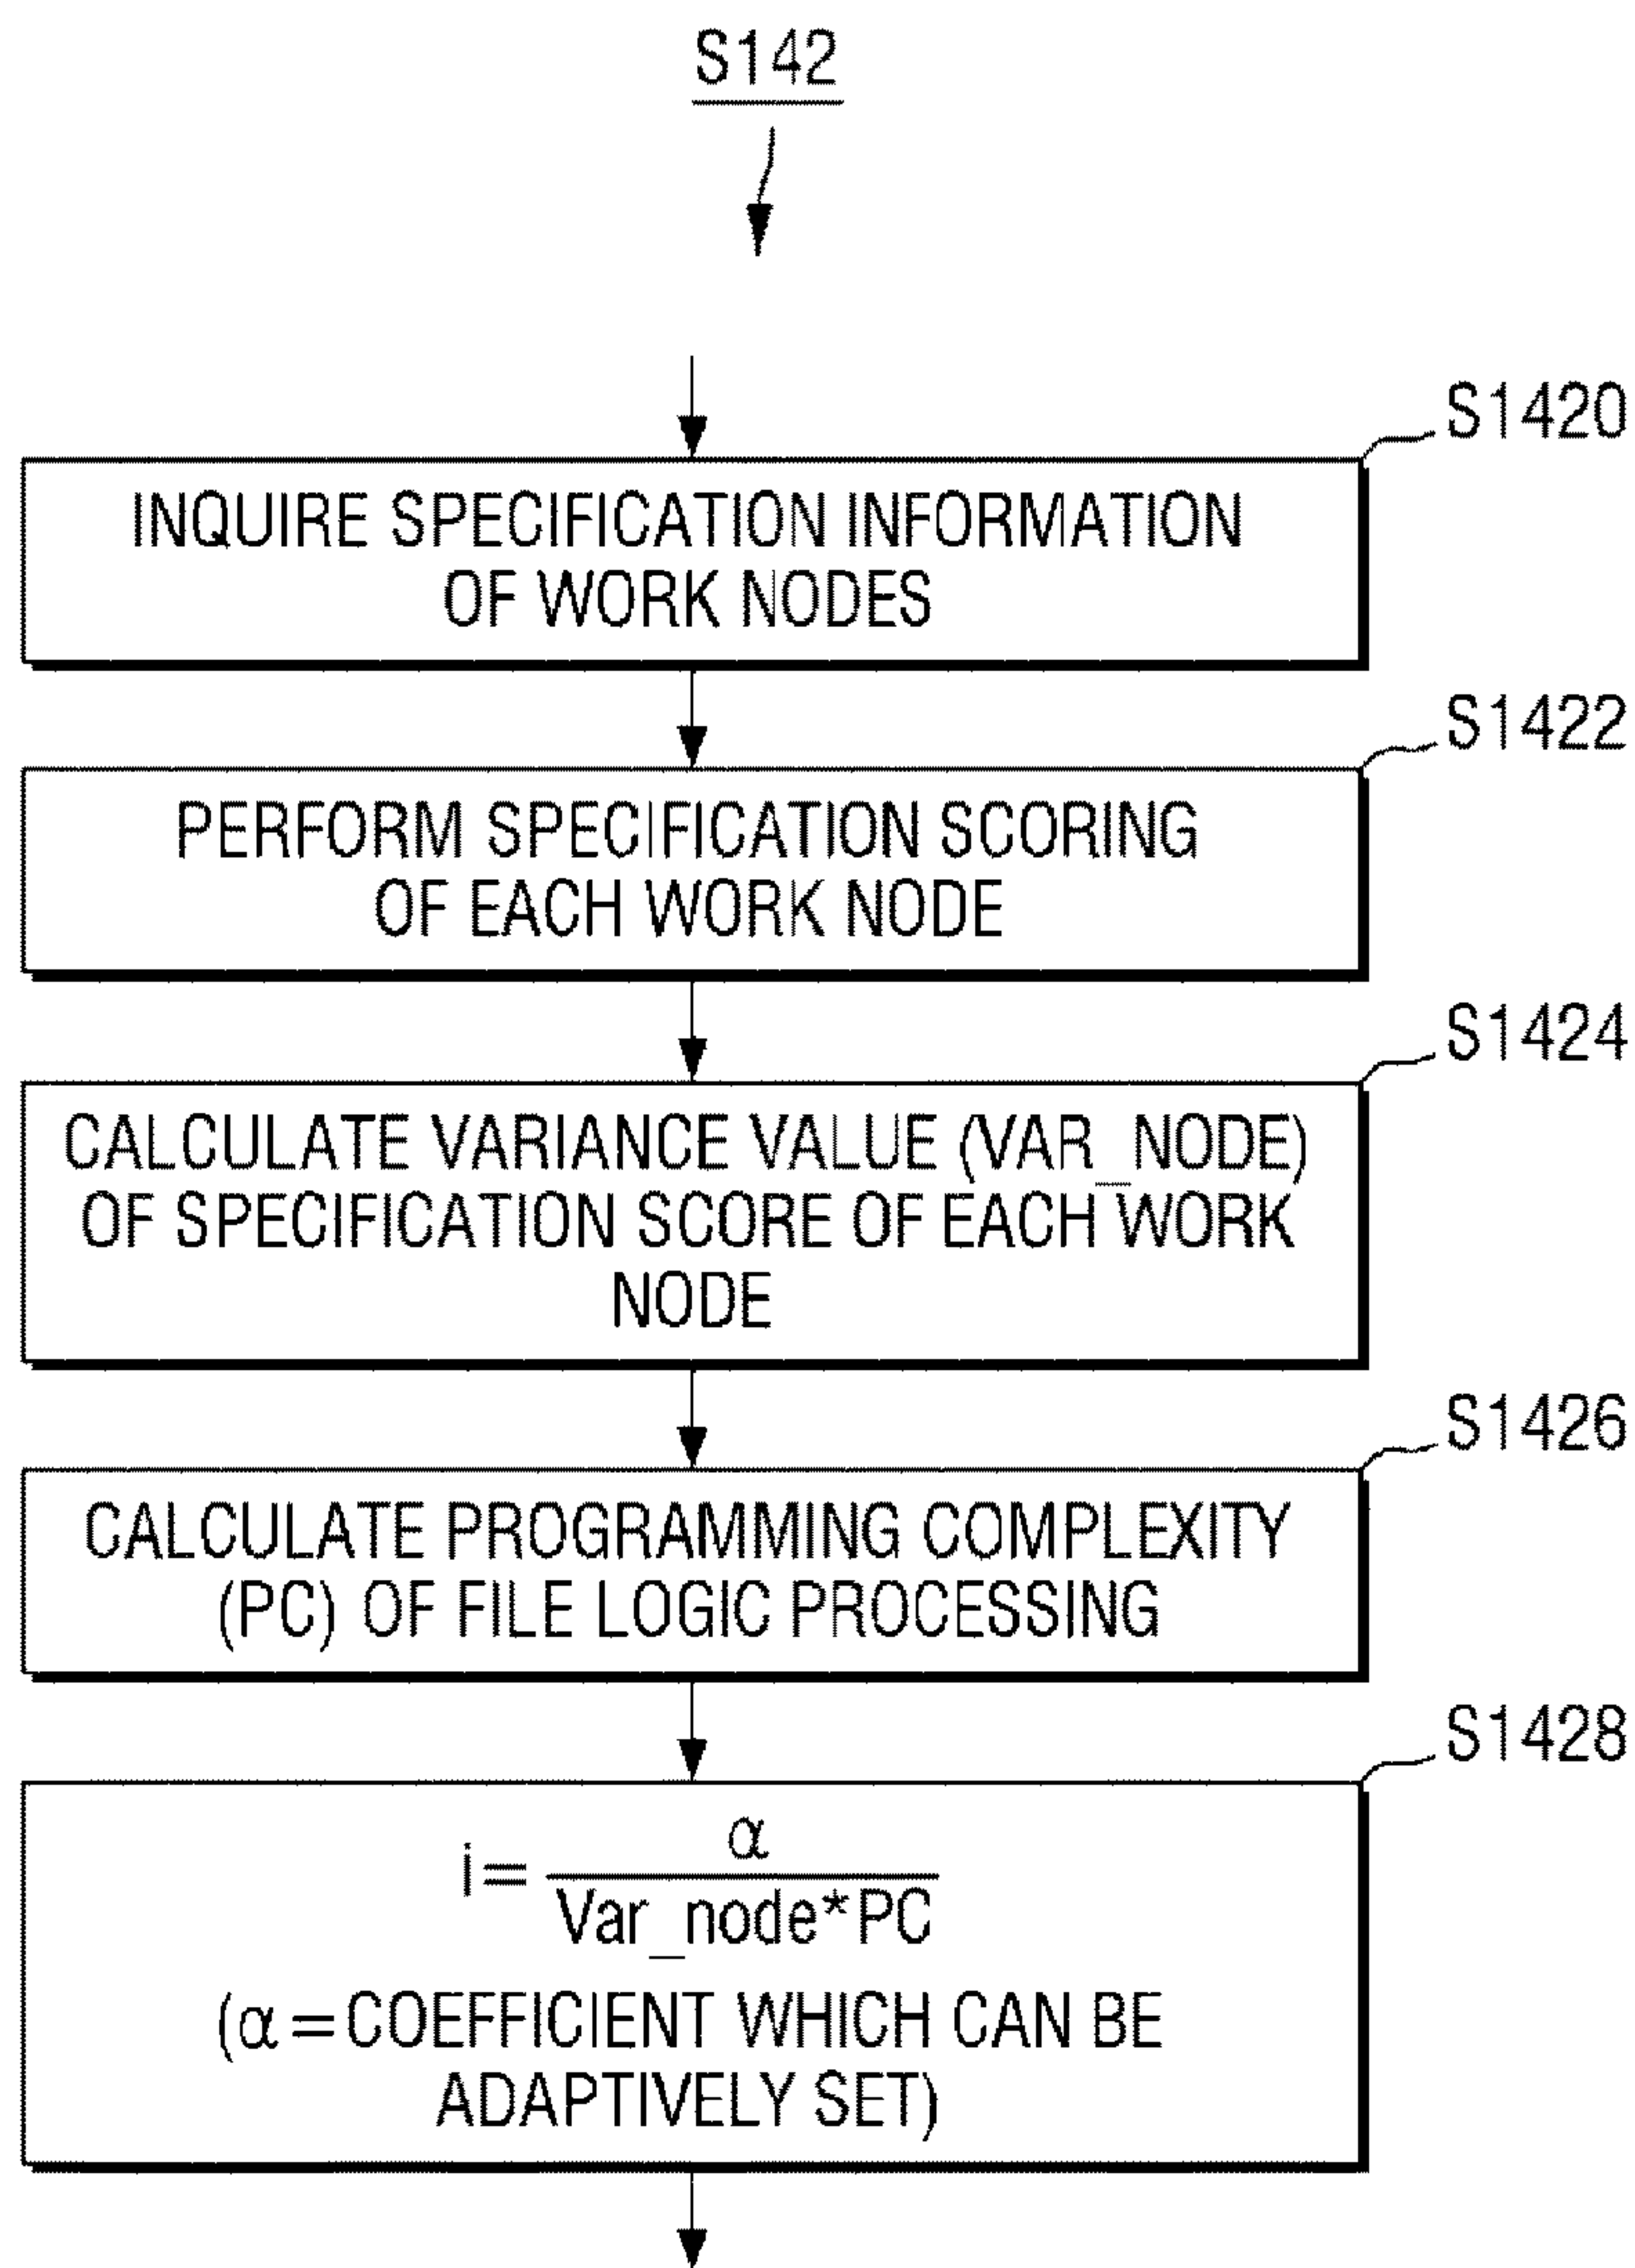 S142
S1420
INQUIRE SPECIFICATION INFORMATION
OF WORK NODES
S1422
PERFORM SPECIFICATION SCORING
OF EACH WORK NODE
S1424
CALCULATE VARIANCE VALUE (VAR_NODE)
OF SPECIFICATION SCORE OF EACH WORK
NODE
S1426
CALCULATE PROGRAMMING COMPLEXITY
(PC) OF FILE LOGIC PROCESSING
S1428
α
i=
Var_node*PC
(α=COEFFICIENT WHICH CAN BE
ADAPTIVELY SET)